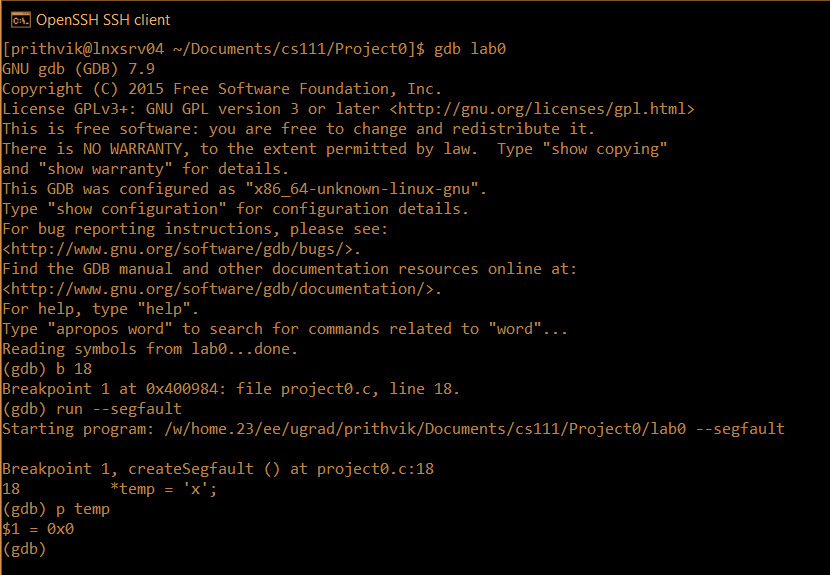 OpenSSH SSH client
[prithvik@lnxsrv04 ~/Documents/cs111/Project0]$ gdb lab0
GNU gdb (GDB) 7.9
Copyright (C) 2015 Free Software Foundation, Inc.
License GPLv3+: GNU GPL version 3 or later <http://gnu.org/licenses/gpl.html>
This is free software: you are free to change and redistribute it.
There is NO WARRANTY, to the extent permitted by law.  Type "show copying"
and "show warranty" for details.
This GDB was configured as "x86_64-unknown-linux-gnu".
Type "show configuration" for configuration details.
For bug reporting instructions, please see:
<http://www.gnu.org/software/gdb/bugs/>.
Find the GDB manual and other documentation resources online at:
<http://www.gnu.org/software/gdb/documentation/>.
For help, type "help".
Type "apropos word" to search for commands related to "word"...
Reading symbols from lab0...done.
(gdb) b 18
Breakpoint 1 at 0x400984: file project0.c, line 18.
(gdb) run --segfault
Starting program: /w/home.23/ee/ugrad/prithvik/Documents/cs111/Project0/lab0 --segfault
Breakpoint 1, createSegfault () at project0.c:18
18          *temp = 'x';
(gdb) p temp
$1 = 0x0
(gdb)